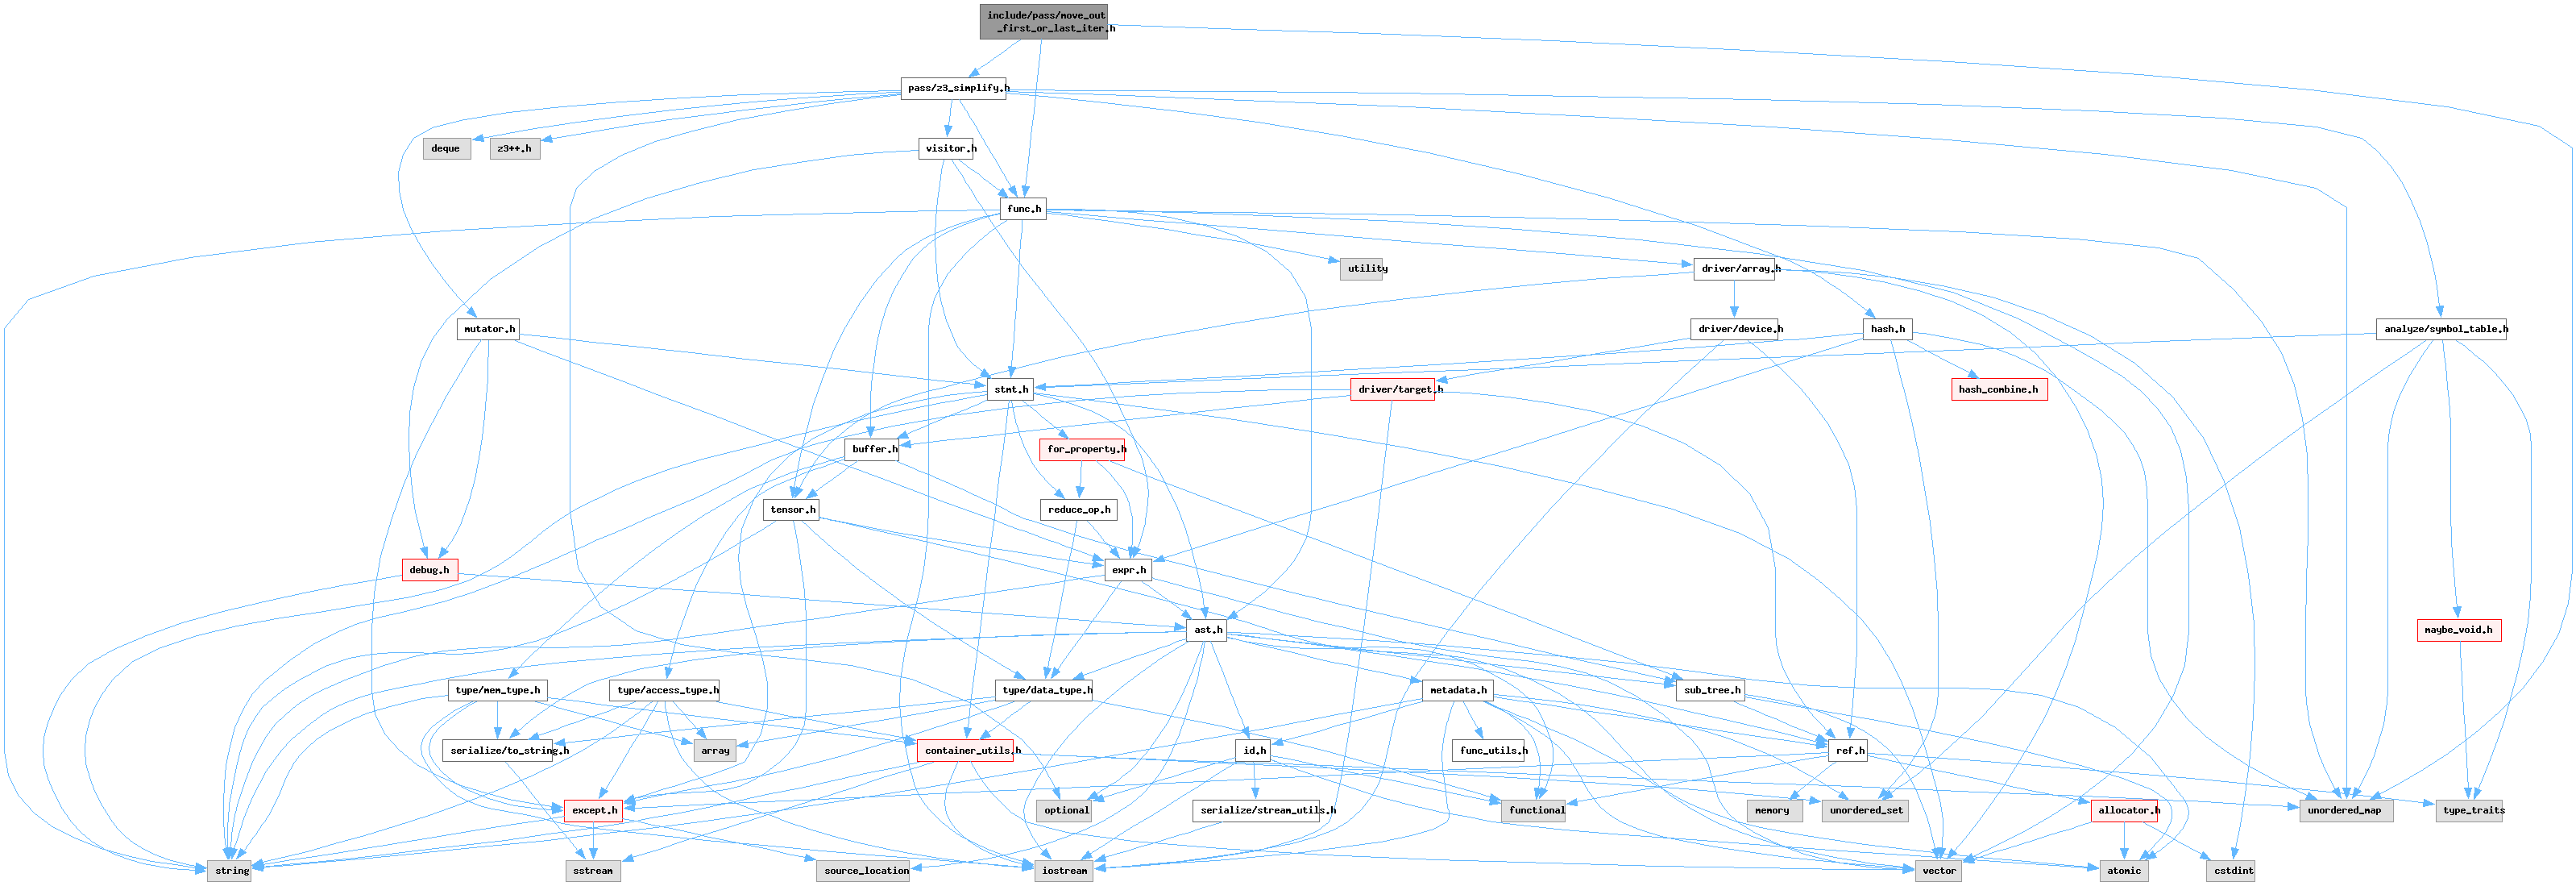 include/pass/move_out
_first_or_last_iter.h
pass/z3_simplify.h
deque
z3++.h
visitor.h
func.h
utility
driver/array.h
mutator.h
driver/device.h
hash.h
analyze/symbol_table.h
stmt.h
driver/target.h
hash_combine.h
buffer.h
for_property.h
tensor.h
reduce_op.h
debug.h
expr.h
ast.h
maybe_void.h
type/mem_type.h
type/access_type.h
type/data_type.h
metadata.h
sub_tree.h
serialize/to_string.h
array
container_utils.h
id.h
func_utils.h
ref.h
except.h
optional
serialize/stream_utils.h
functional
memory
unordered_set
allocator.h
unordered_map
type_traits
string
sstream
source_location
iostream
vector
atomic
cstdint